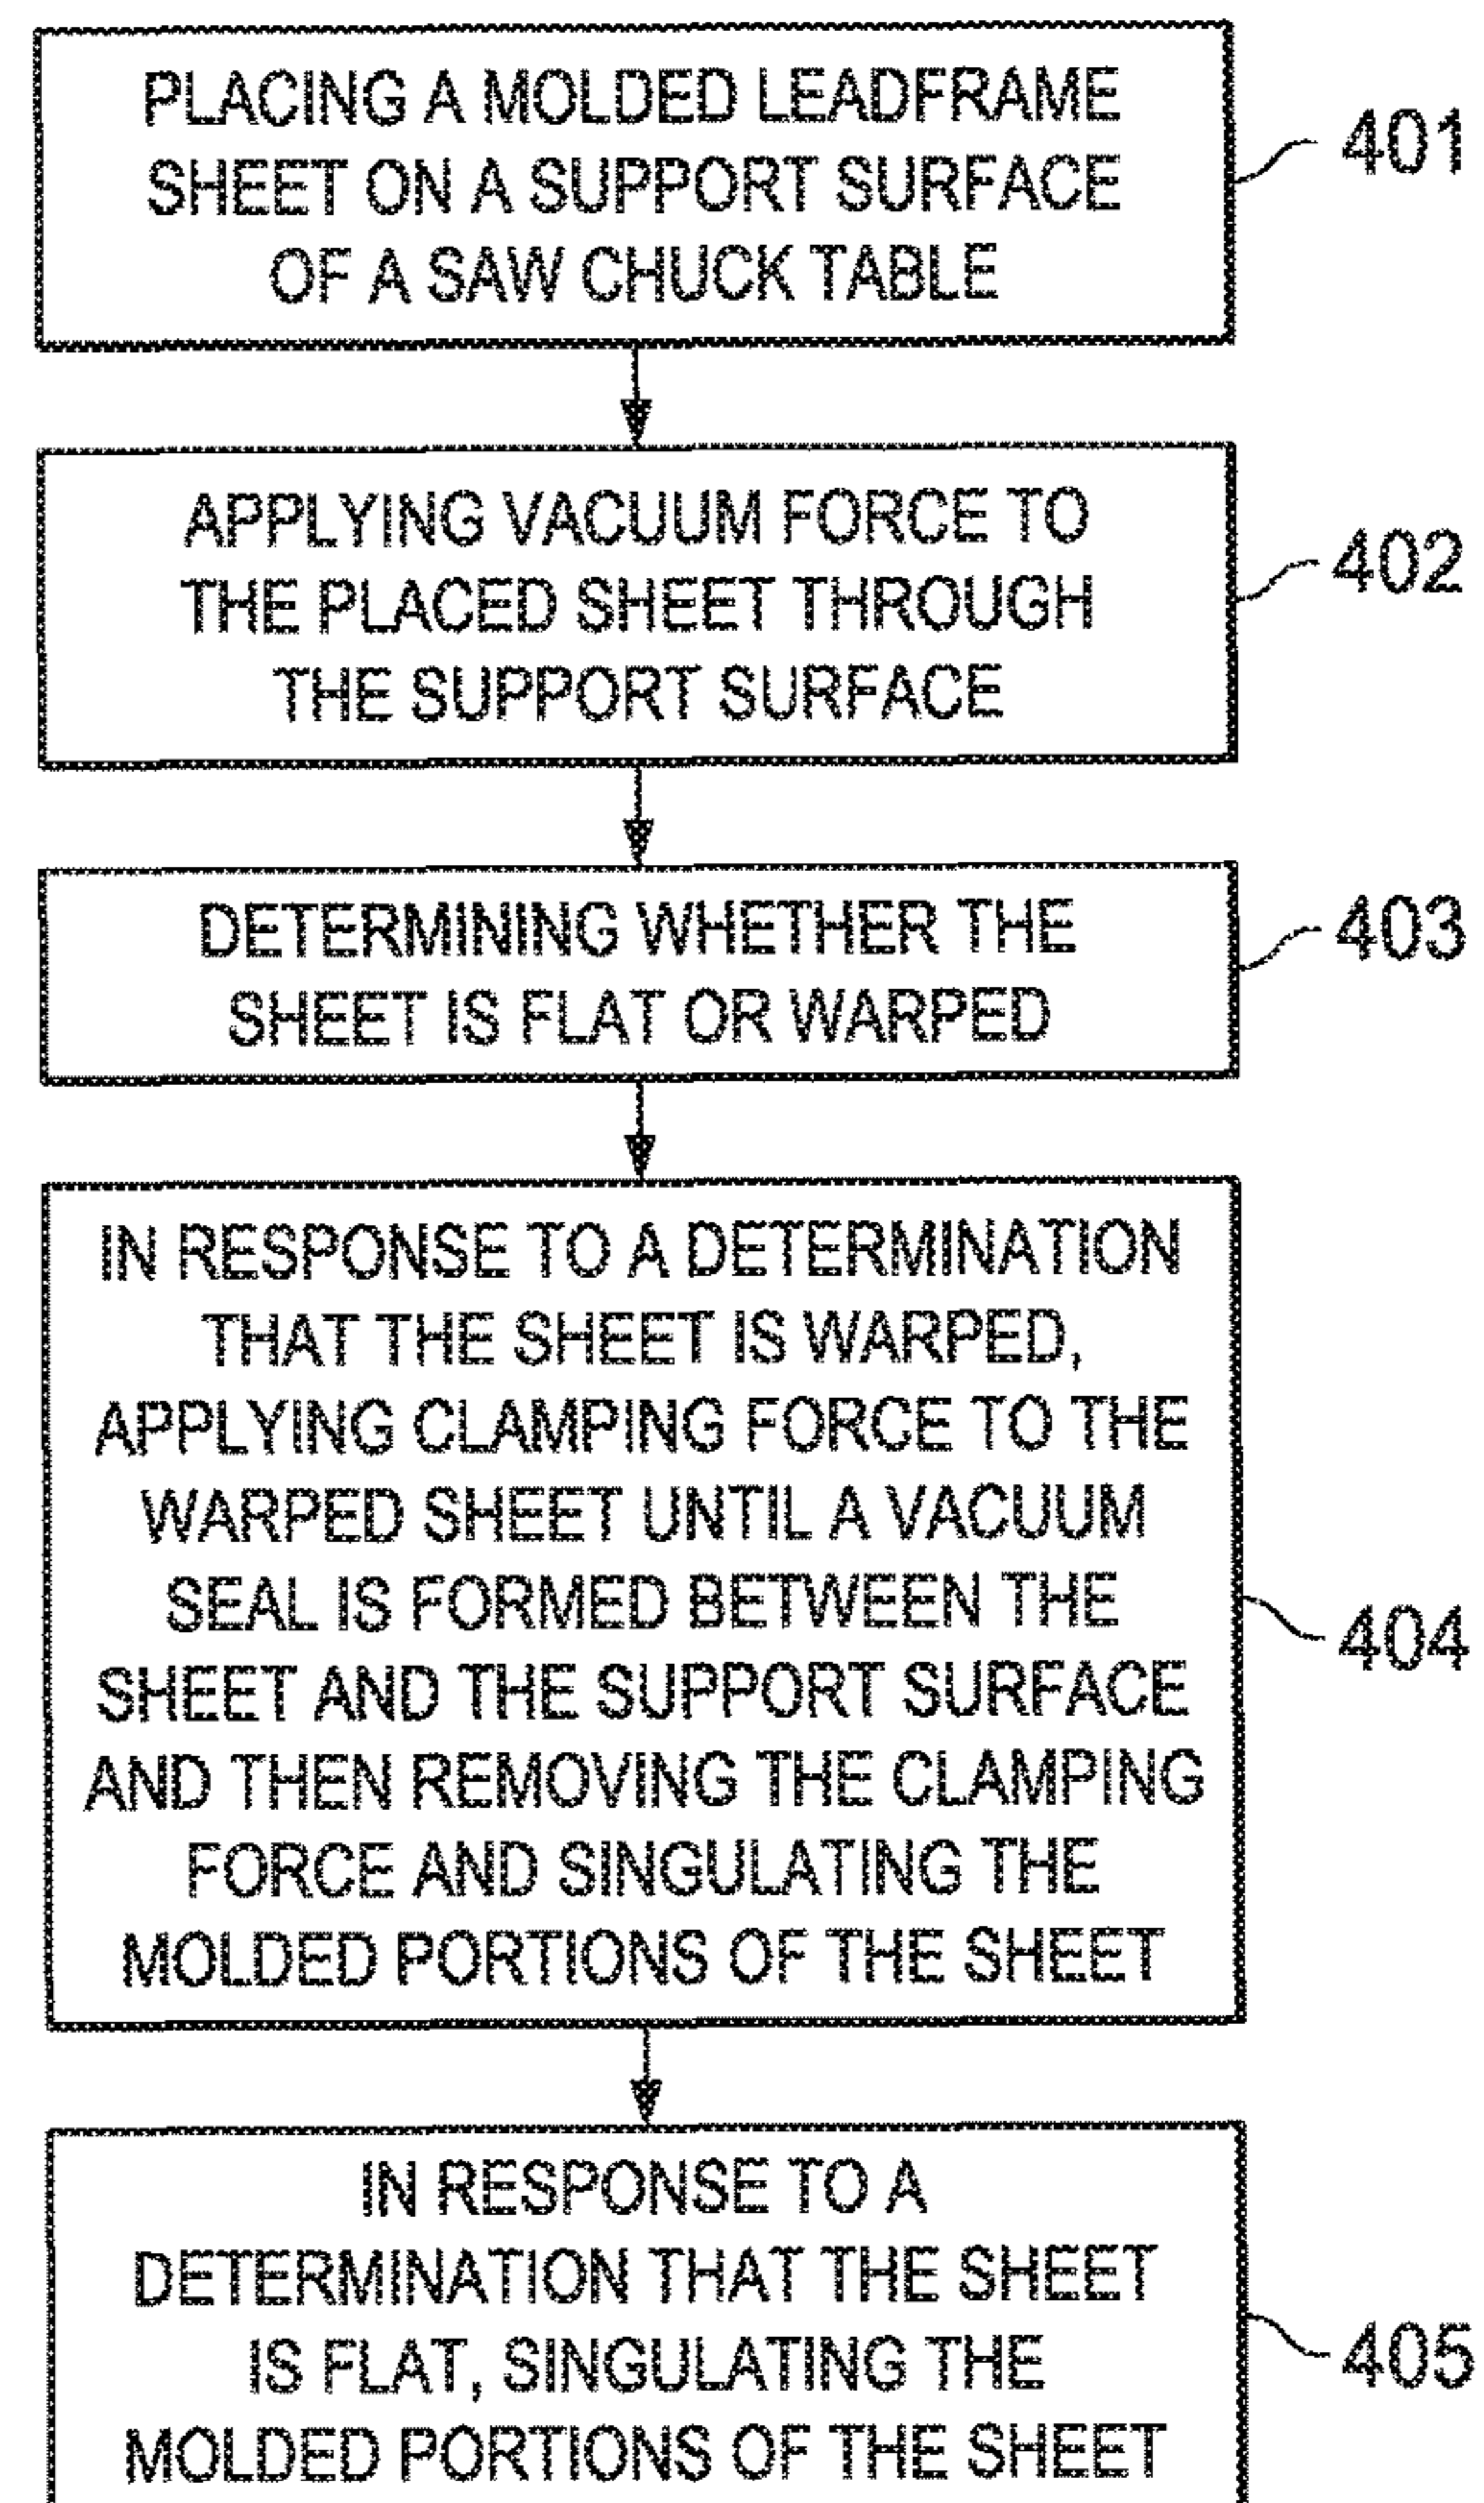 PLACING A MOLDED LEADFRAME
SHEET ON A SUPPORT SURFACE
OF A SAW CHUCK TABLE
401
APPLYING VACUUM FORCE TO
THE PLACED SHEET THROUGH
THE SUPPORT SURFACE
402
DETERMINING WHETHER THE
SHEET IS FLAT OR WARPED
403
IN RESPONSE TO A DETERMINATION
THAT THE SHEET IS WARPED,
APPLYING CLAMPING FORCE TO THE
WARPED SHEET UNTIL A VACUUM
SEAL IS FORMED BETWEEN THE
SHEET AND THE SUPPORT SURFACE
AND THEN REMOVING THE CLAMPING
FORCE AND SINGULATING THE
MOLDED PORTIONS OF THE SHEET
404
IN RESPONSE TO A
DETERMINATION THAT THE SHEET
IS FLAT, SINGULATING THE
MOLDED PORTIONS OF THE SHEET
405